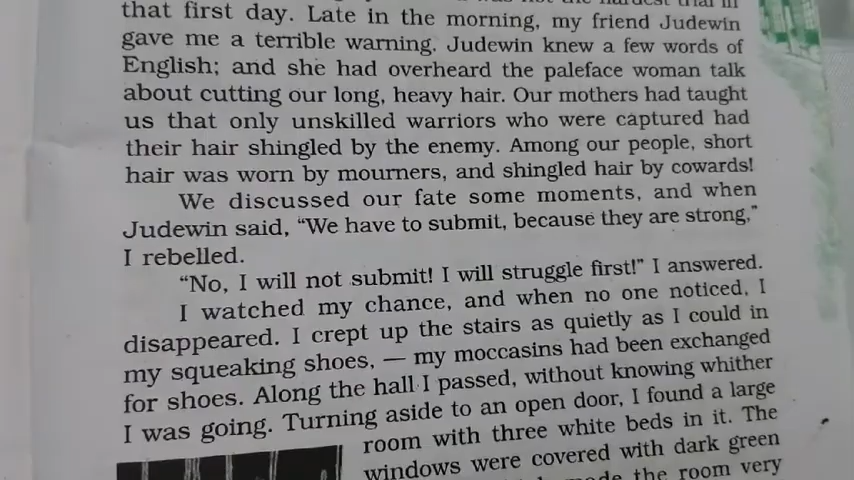 that first day. Late in the morning, my friend Judewin
gave me a terrible warning. Judewin knew a few words of
English; and she had overheard the paleface woman talk
about cutting our long, heavy hair. Our mothers had taught
us that only unskilled warriors who were captured had
their hair shingled by the enemy. Among our people, short
hair was worn by mourners, and shingled hair by cowards!
We discussed our fate some moments, and when
Judewin said, “We have to submit, because they are strong,”
I rebelled.
“No, I will not submit! I will struggle first!” I answered.
I watched my chance, and when no one noticed, I
disappeared. I crept up the stairs as quietly as I could in
my squeaking shoes, — my moccasins had been exchanged
for shoes. Along the hall I passed, without knowing whither
I was going. Turning aside to an open door, I found a large
room with three white beds in it. The
windows were covered with dark green
the room very